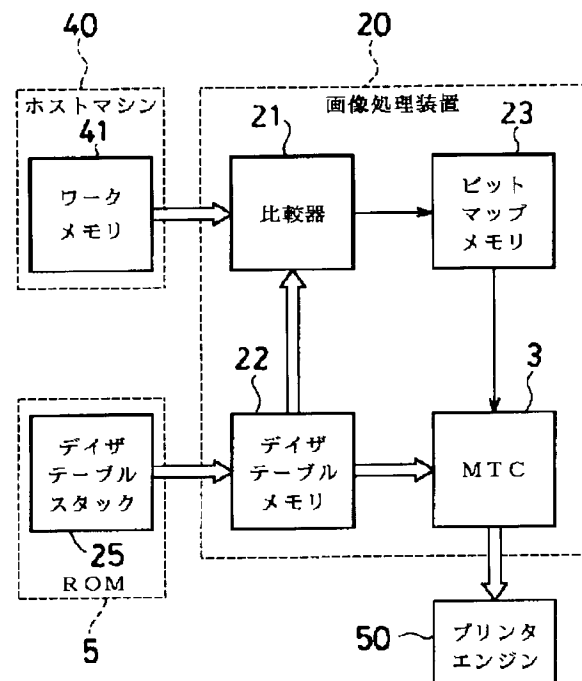 40
20
ホストマシン
画像処理装置
41
21
23
ワーク
メモリ
比較器
ビット
マップ
メモリ
22
3
デイザ
テーブル
スタック
デイザ
テーブル
メモリ
MTC
25
ROM
5
50
プリンタ
エンジン